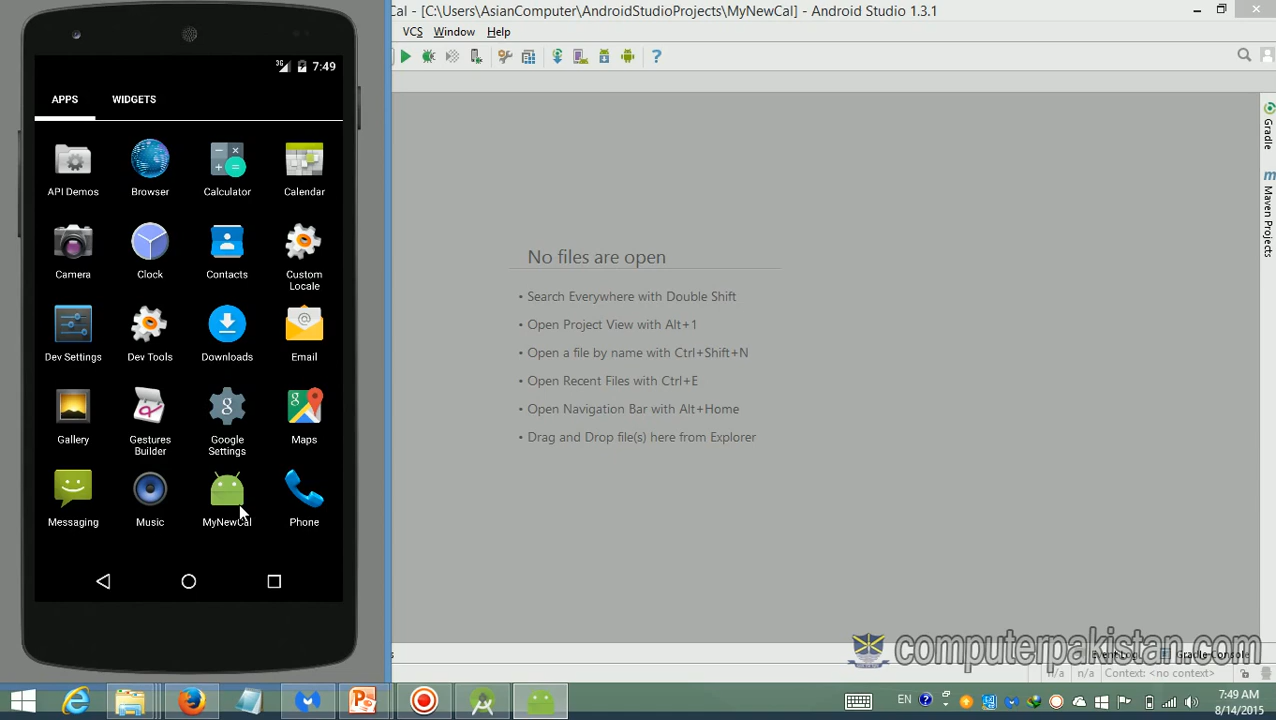 Cal - [C:\Users\AsianComputer\AndroidStudioProjects\MyNewCal] - Android Studio 1.3.1
VCS Window Help
3G 7:49
APPS WIDGETS
API Demos Browser Calculator Calendar
Camera Clock Contacts Custom Locale
Dev Settings Dev Tools Downloads Email
Gallery Gestures Builder Google Settings Maps
Messaging Music MyNewCal Phone
No files are open
• Search Everywhere with Double Shift
• Open Project View with Alt+1
• Open a file by name with Ctrl+Shift+N
• Open Recent Files with Ctrl+E
• Open Navigation Bar with Alt+Home
• Drag and Drop file(s) here from Explorer
Gradle
Maven Projects
computerpakistan.com
Event Log Gradle Console
n/a n/a Context: <no context>
EN
7:49 AM
8/14/2015